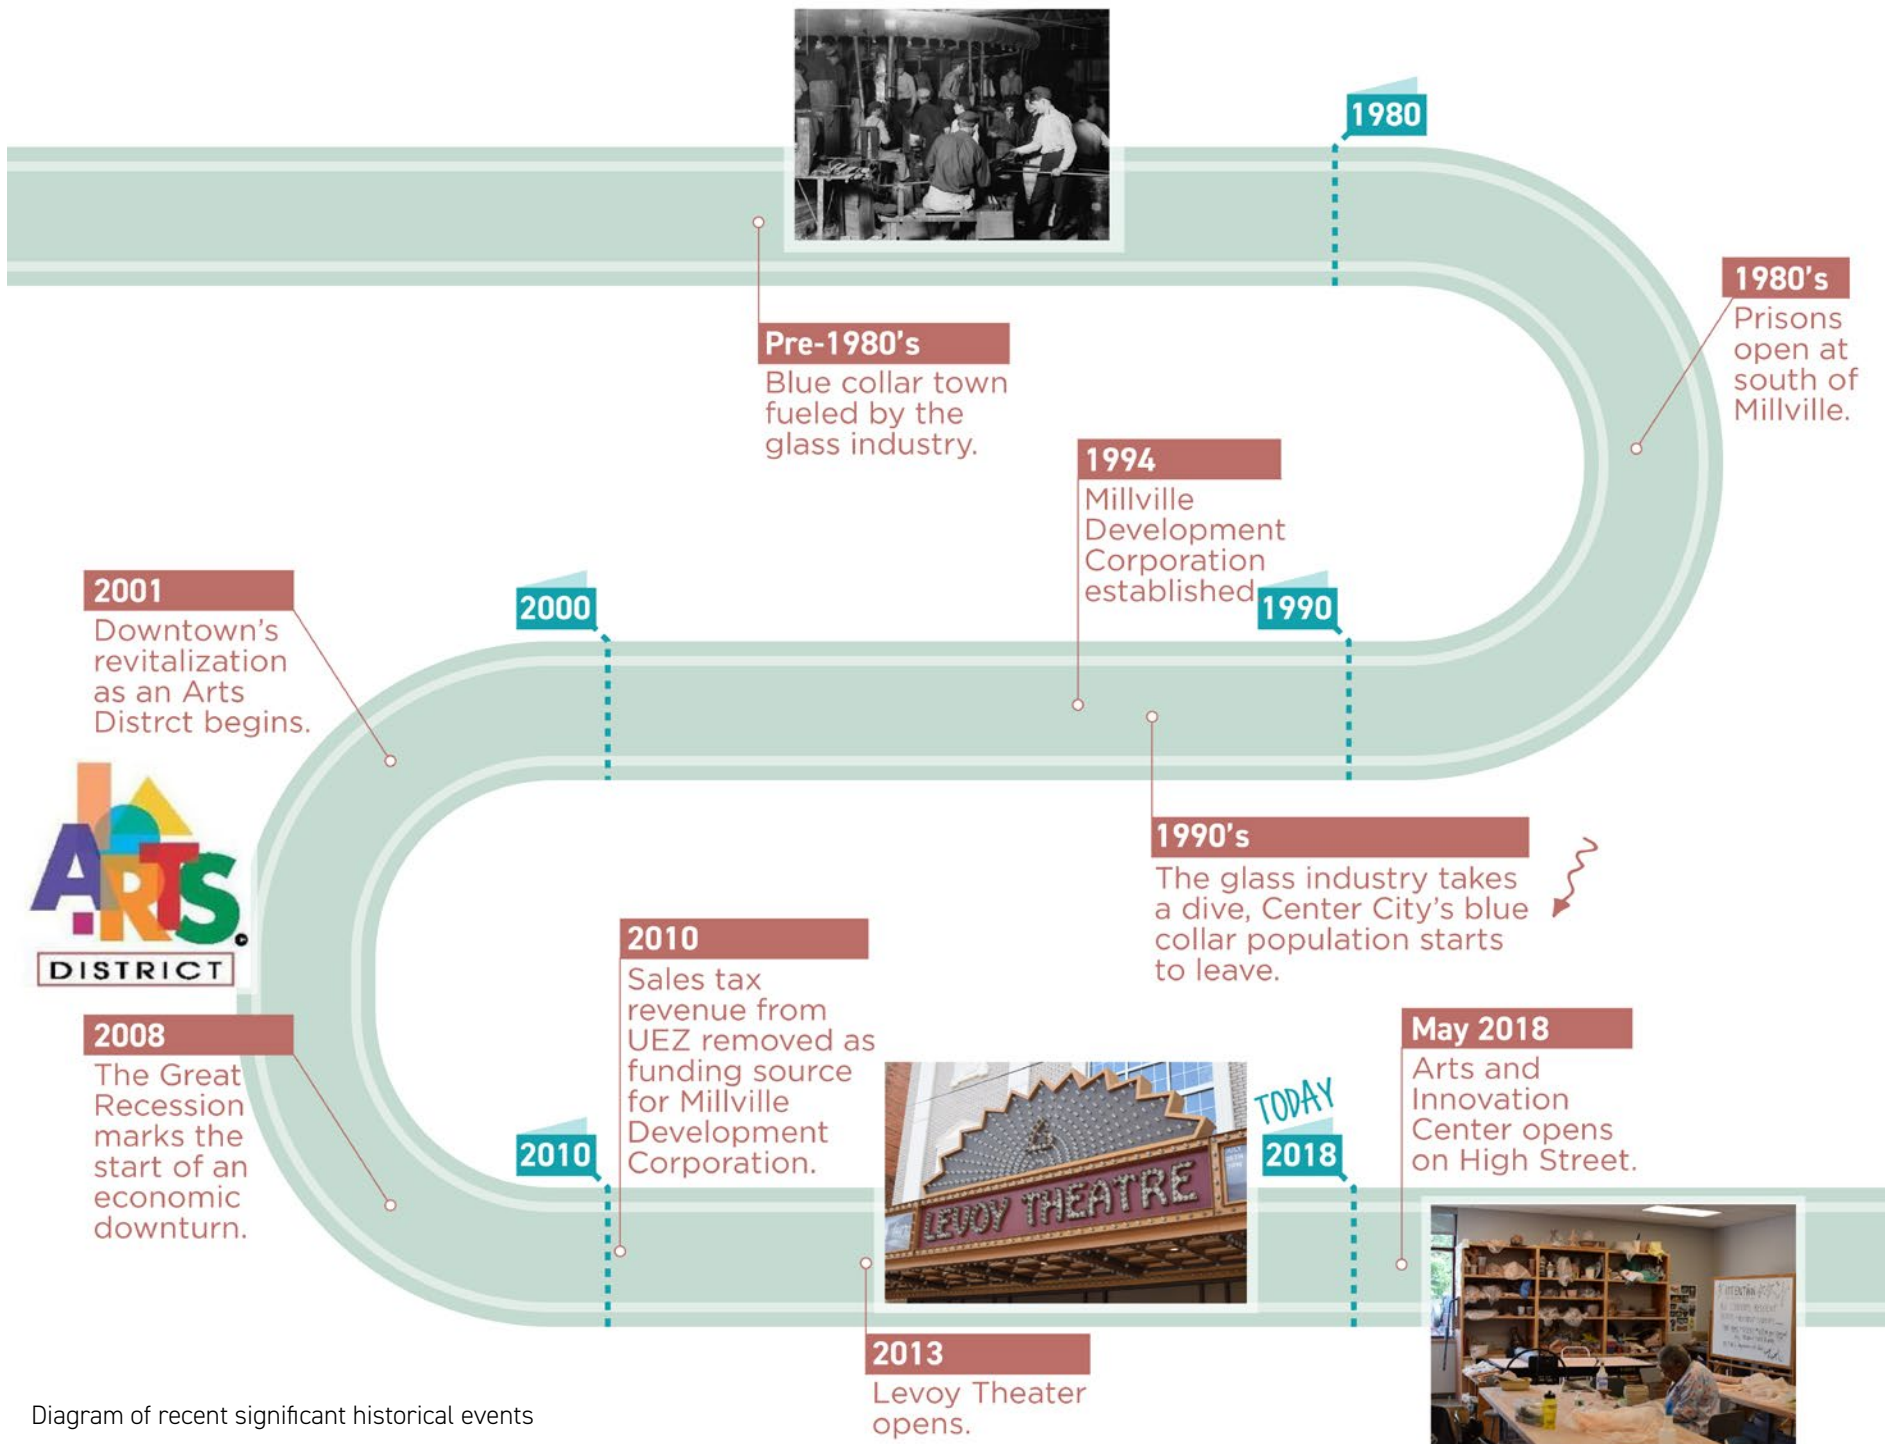 1980
1980's
Prisons
open at
south of
Millville.
Pre-1980's
Blue collar town
fueled by the
glass industry.
1994
Millville
Development
Corporation
established
1990
2000
2001
Downtown's
revitalization
as an Arts
Distrct begins.
ARTS
DISTRICT
1990's
The glass industry takes
a dive, Center City's blue
collar population starts
to leave.
2008
The Great
Recession
marks the
start of an
economic
downturn.
2010
2010
Sales tax
revenue from
UEZ removed as
funding source
for Millville
Development
Corporation.
LEVOY THEATRE
2013
Levoy Theater
opens.
TODAY
2018
May 2018
Arts and
Innovation
Center opens
on High Street.
ATTENTION
Diagram of recent significant historical events